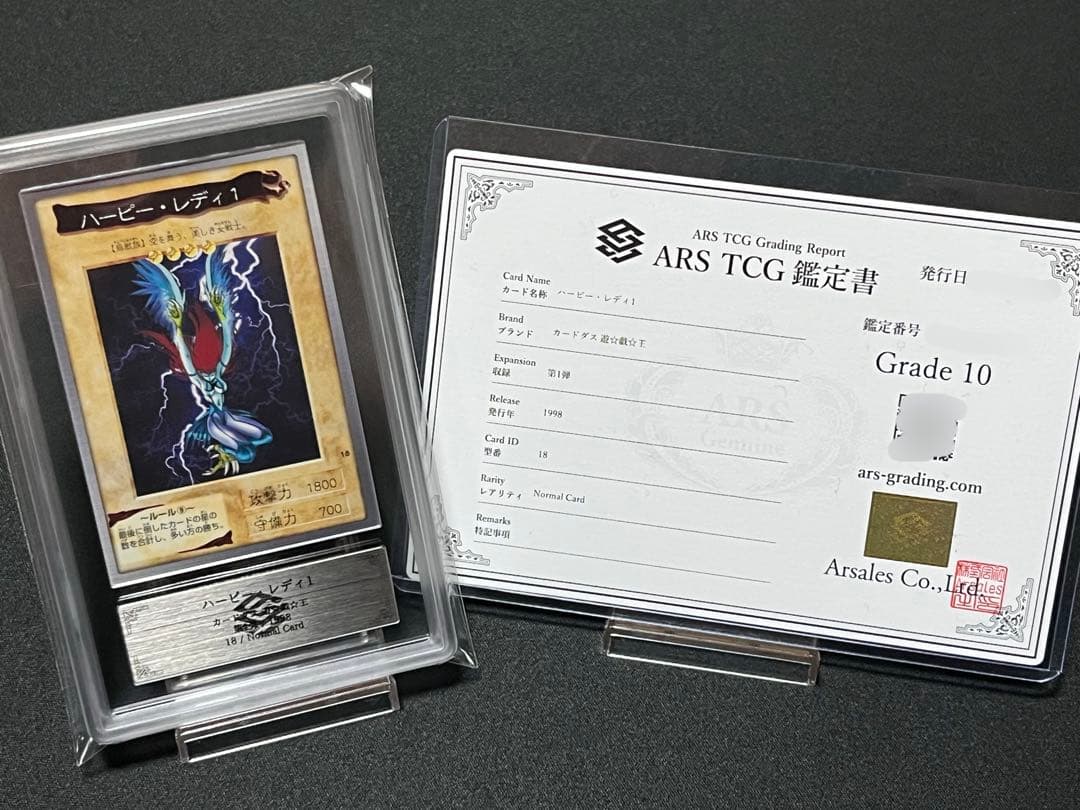 ハーピー・レディ1
【鳥獣族】空を舞う、美しき女戦士。
18
攻撃力 1800
守備力 700
~ルール⑨~
最後に倒したカードの星の
数を合計し、多い方の勝ち。
ハーピー・レディ1
18 / Normal Card
ARS TCG Grading Report
ARS TCG 鑑定書
発行日
Card Name
カード名称 ハーピー・レディ1
Brand
ブランド カードダス 遊☆戯☆王
Expansion
収録 第1弾
Release
発行年 1998
Card ID
型番 18
Rarity
レアリティ Normal Card
Remarks
特記事項
鑑定番号
Grade 10
ars-grading.com
Arsales Co.,Ltd.
ARS